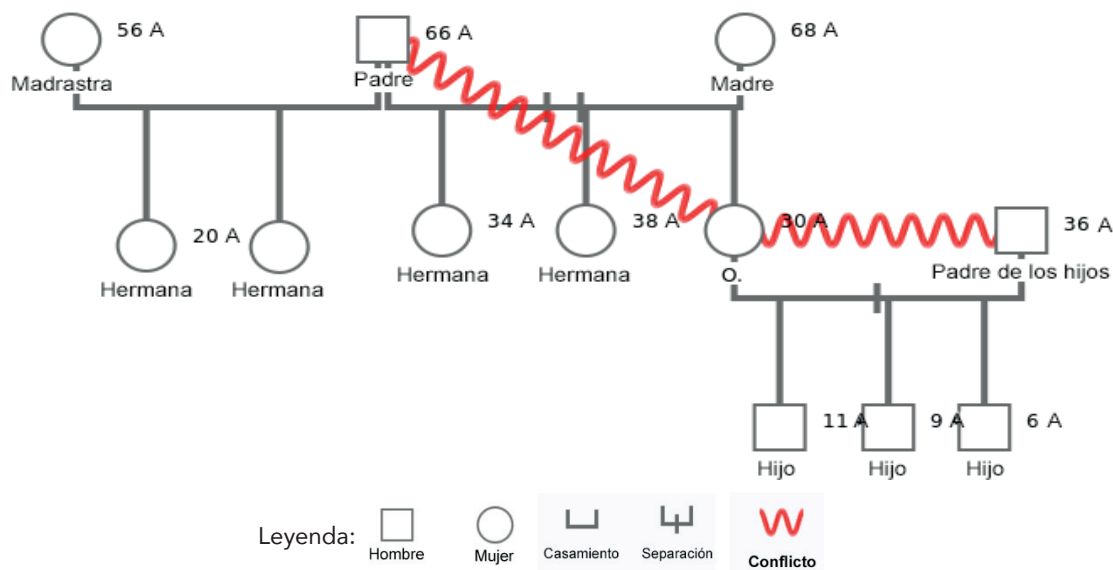 56 A
66 A
68 A
Madrastra
Padre
Madre
20 A
34 A
38 A
30 A
36 A
Hermana
Hermana
Hermana
Hermana
O.
Padre de los hijos
11 A
9 A
6 A
Hijo
Hijo
Hijo
Leyenda:
Hombre
Mujer
Casamiento
Separación
Conflicto